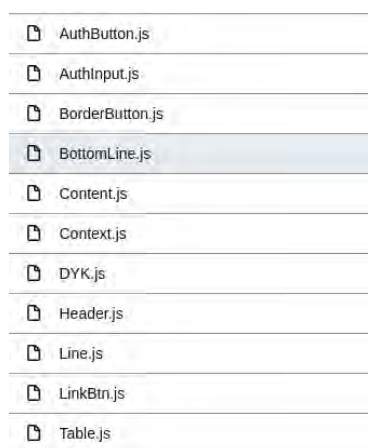 AuthButton.js
AuthInput.js
BorderButton.js
BottomLine.js
Content.js
Context.js
DYK.js
Header.js
Line.js
LinkBtn.js
Table.js